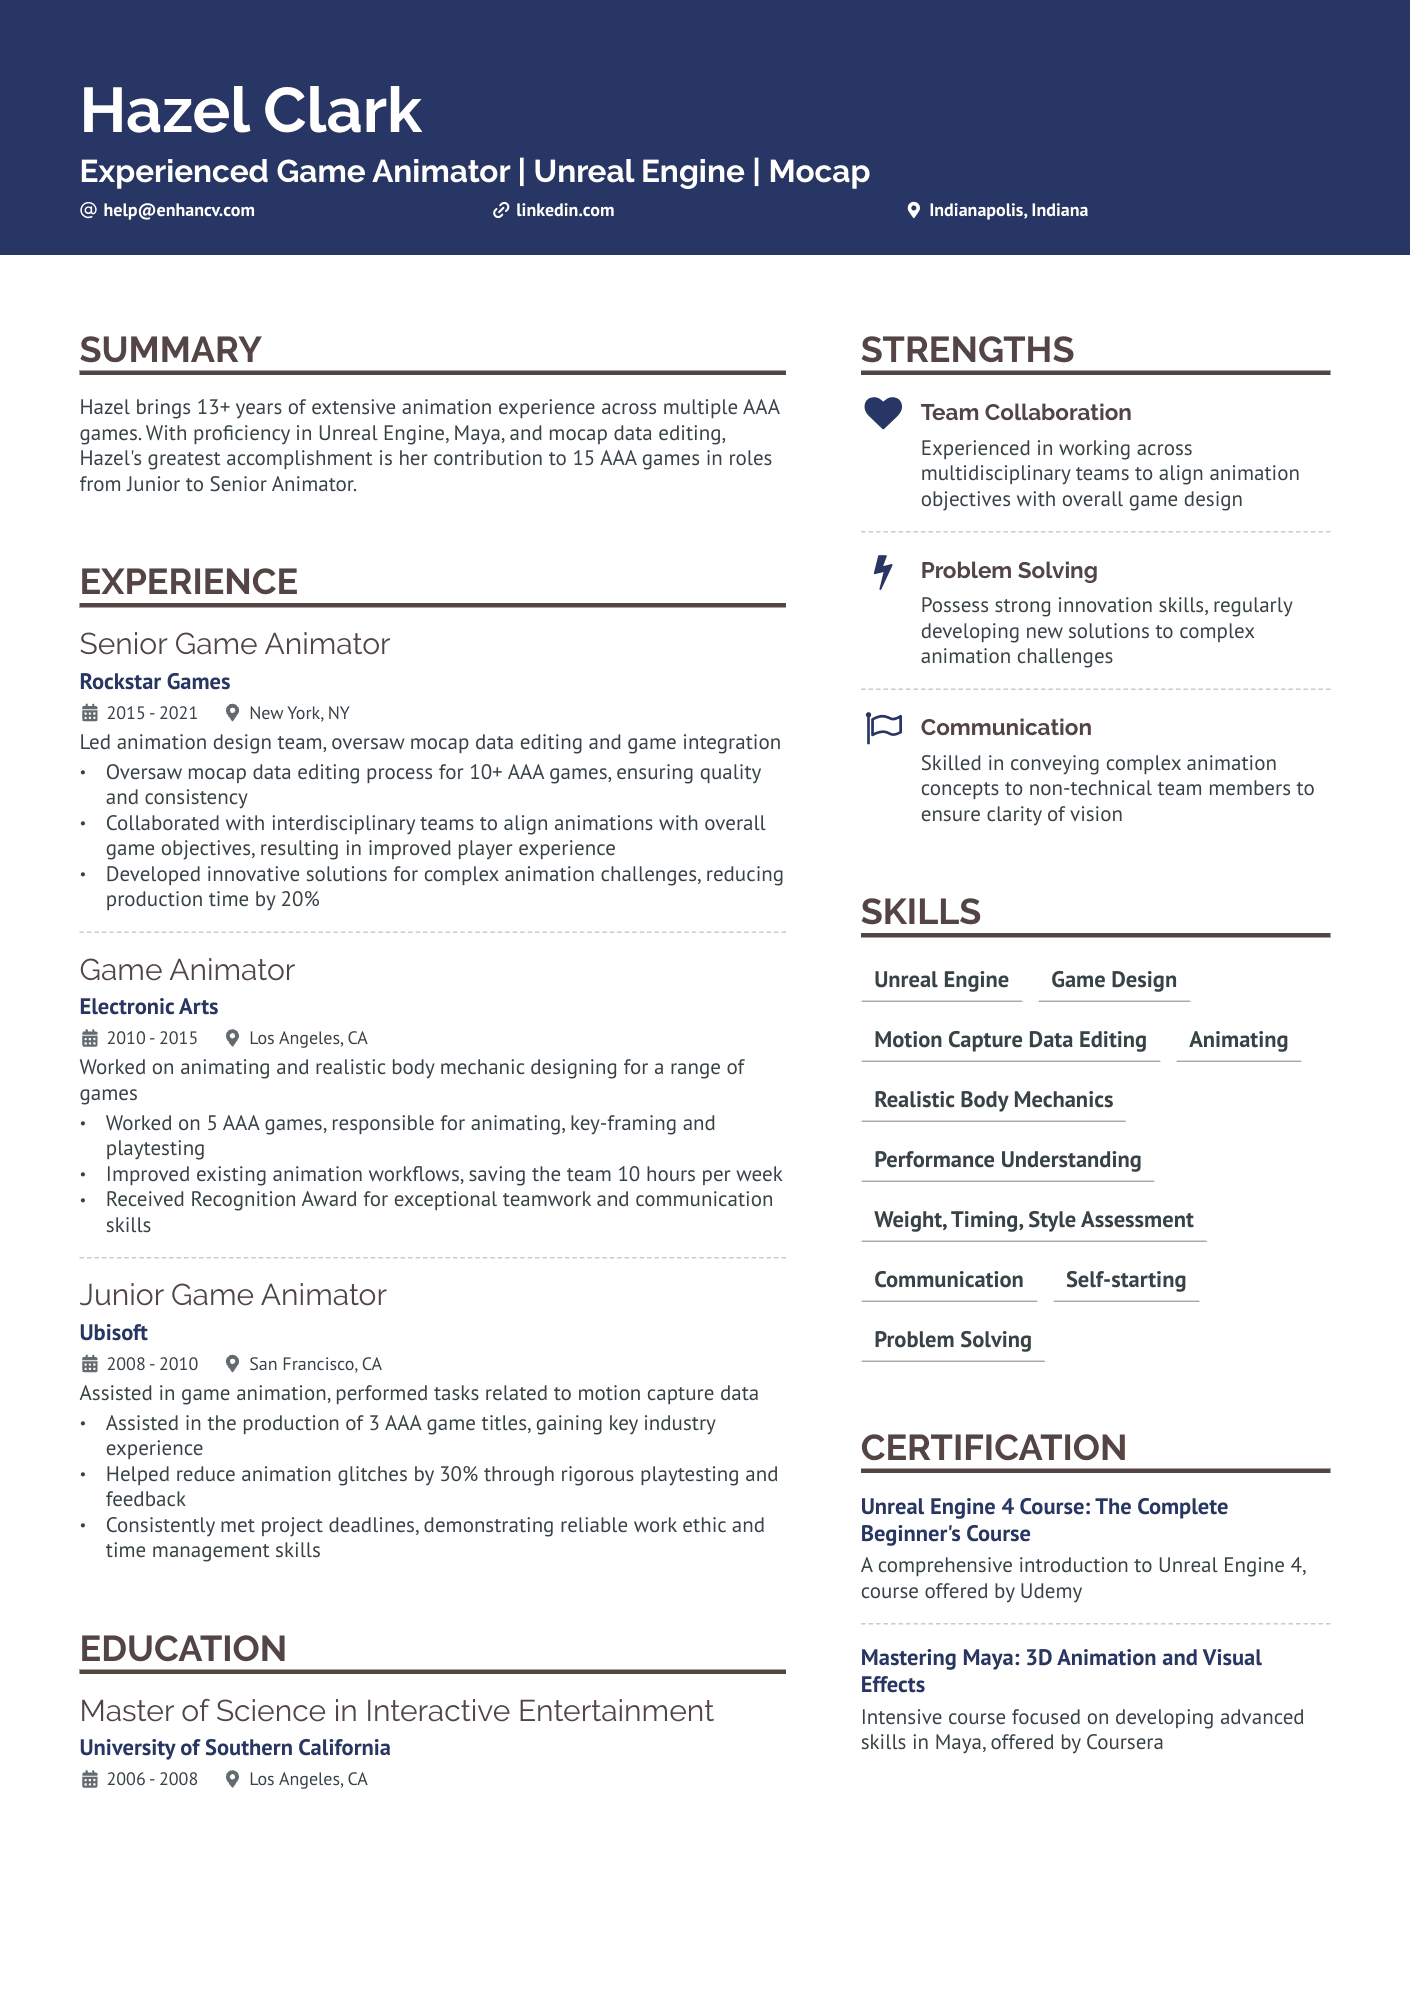 Hazel Clark
Experienced Game Animator | Unreal Engine | Mocap
help@enhancv.com
linkedin.com
Indianapolis, Indiana
SUMMARY
Hazel brings 13+ years of extensive animation experience across multiple AAA
games. With proficiency in Unreal Engine, Maya, and mocap data editing,
Hazel's greatest accomplishment is her contribution to 15 AAA games in roles
from Junior to Senior Animator.
EXPERIENCE
Senior Game Animator
Rockstar Games
2015 - 2021 New York, NY
Led animation design team, oversaw mocap data editing and game integration
• Oversaw mocap data editing process for 10+ AAA games, ensuring quality
and consistency
• Collaborated with interdisciplinary teams to align animations with overall
game objectives, resulting in improved player experience
• Developed innovative solutions for complex animation challenges, reducing
production time by 20%
Game Animator
Electronic Arts
2010 - 2015 Los Angeles, CA
Worked on animating and realistic body mechanic designing for a range of
games
• Worked on 5 AAA games, responsible for animating, key-framing and
playtesting
• Improved existing animation workflows, saving the team 10 hours per week
• Received Recognition Award for exceptional teamwork and communication
skills
Junior Game Animator
Ubisoft
2008 - 2010 San Francisco, CA
Assisted in game animation, performed tasks related to motion capture data
• Assisted in the production of 3 AAA game titles, gaining key industry
experience
• Helped reduce animation glitches by 30% through rigorous playtesting and
feedback
• Consistently met project deadlines, demonstrating reliable work ethic and
time management skills
EDUCATION
Master of Science in Interactive Entertainment
University of Southern California
2006 - 2008 Los Angeles, CA
STRENGTHS
Team Collaboration
Experienced in working across
multidisciplinary teams to align animation
objectives with overall game design
Problem Solving
Possess strong innovation skills, regularly
developing new solutions to complex
animation challenges
Communication
Skilled in conveying complex animation
concepts to non-technical team members to
ensure clarity of vision
SKILLS
Unreal Engine Game Design
Motion Capture Data Editing Animating
Realistic Body Mechanics
Performance Understanding
Weight, Timing, Style Assessment
Communication Self-starting
Problem Solving
CERTIFICATION
Unreal Engine 4 Course: The Complete
Beginner's Course
A comprehensive introduction to Unreal Engine 4,
course offered by Udemy
Mastering Maya: 3D Animation and Visual
Effects
Intensive course focused on developing advanced
skills in Maya, offered by Coursera